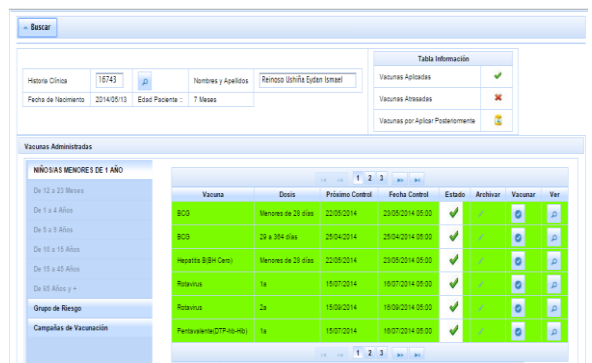 Buscar
Tabla Información
Historia Clínica 16743 Nombres y Apellidos Reinoso Ushiña Eydan Ismael
Vacunas Aplicadas
Fecha de Nacimiento 2014/05/13 Edad Paciente :: 7 Meses
Vacunas Atrasadas
Vacunas por Aplicar Posteriormente
Vacunas Administradas
NIÑOS/AS MENORES DE 1 AÑO
De 12 a 23 Meses
De 1 a 4 Años
De 5 a 9 Años
De 10 a 15 Años
De 15 a 45 Años
De 65 Años y +
Grupo de Riesgo
Campañas de Vacunación
1 2 3
Vacuna Dosis Próximo Control Fecha Control Estado Archivar Vacunar Ver
BCG Menores de 28 días 22/05/2014 23/05/2014 05:00
BCG 29 a 364 días 25/04/2014 25/04/2014 05:00
Hepatitis B(BH Cero) Menores de 28 días 22/05/2014 23/05/2014 05:00
Rotavirus 1a 15/07/2014 16/07/2014 05:00
Rotavirus 2a 15/09/2014 16/09/2014 05:00
Pentavalente(DTP-hb-Hib) 1a 15/07/2014 16/07/2014 05:00
1 2 3